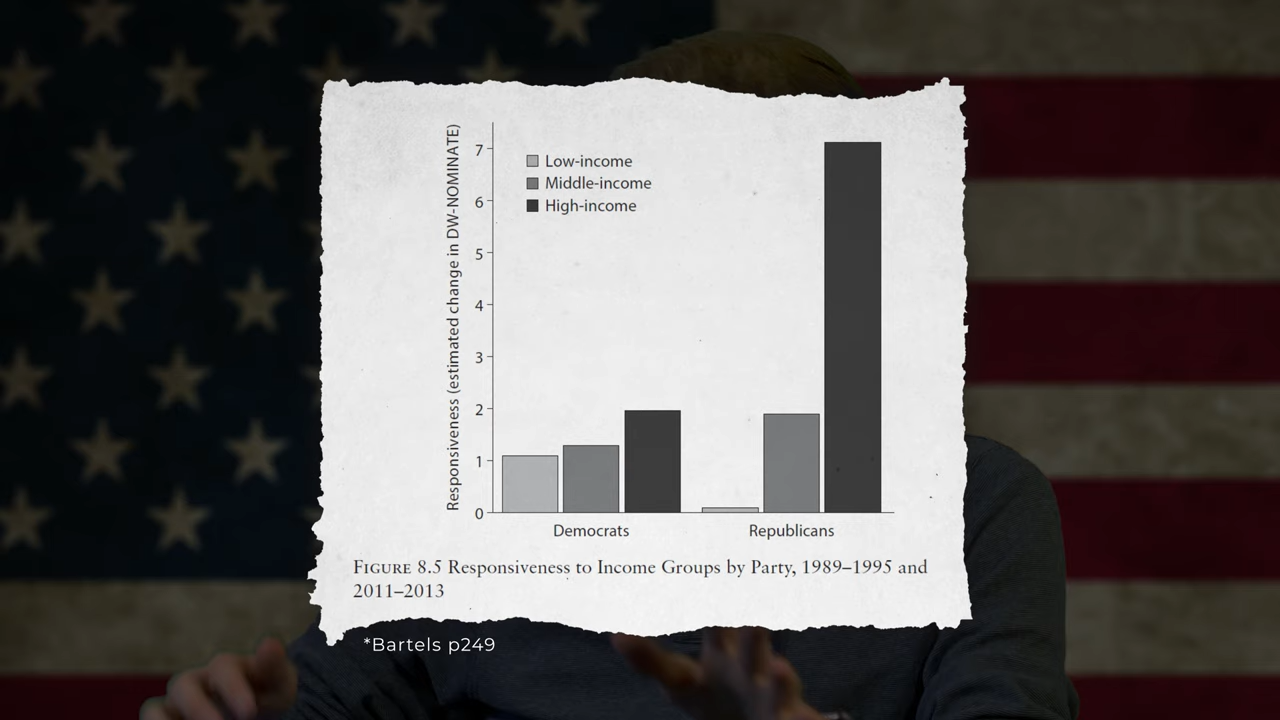 Responsiveness (estimated change in DW-NOMINATE)
7
6
5
4
3
2
1
0
Low-income
Middle-income
High-income
Democrats
Republicans
FIGURE 8.5 Responsiveness to Income Groups by Party, 1989–1995 and
2011–2013
*Bartels p249